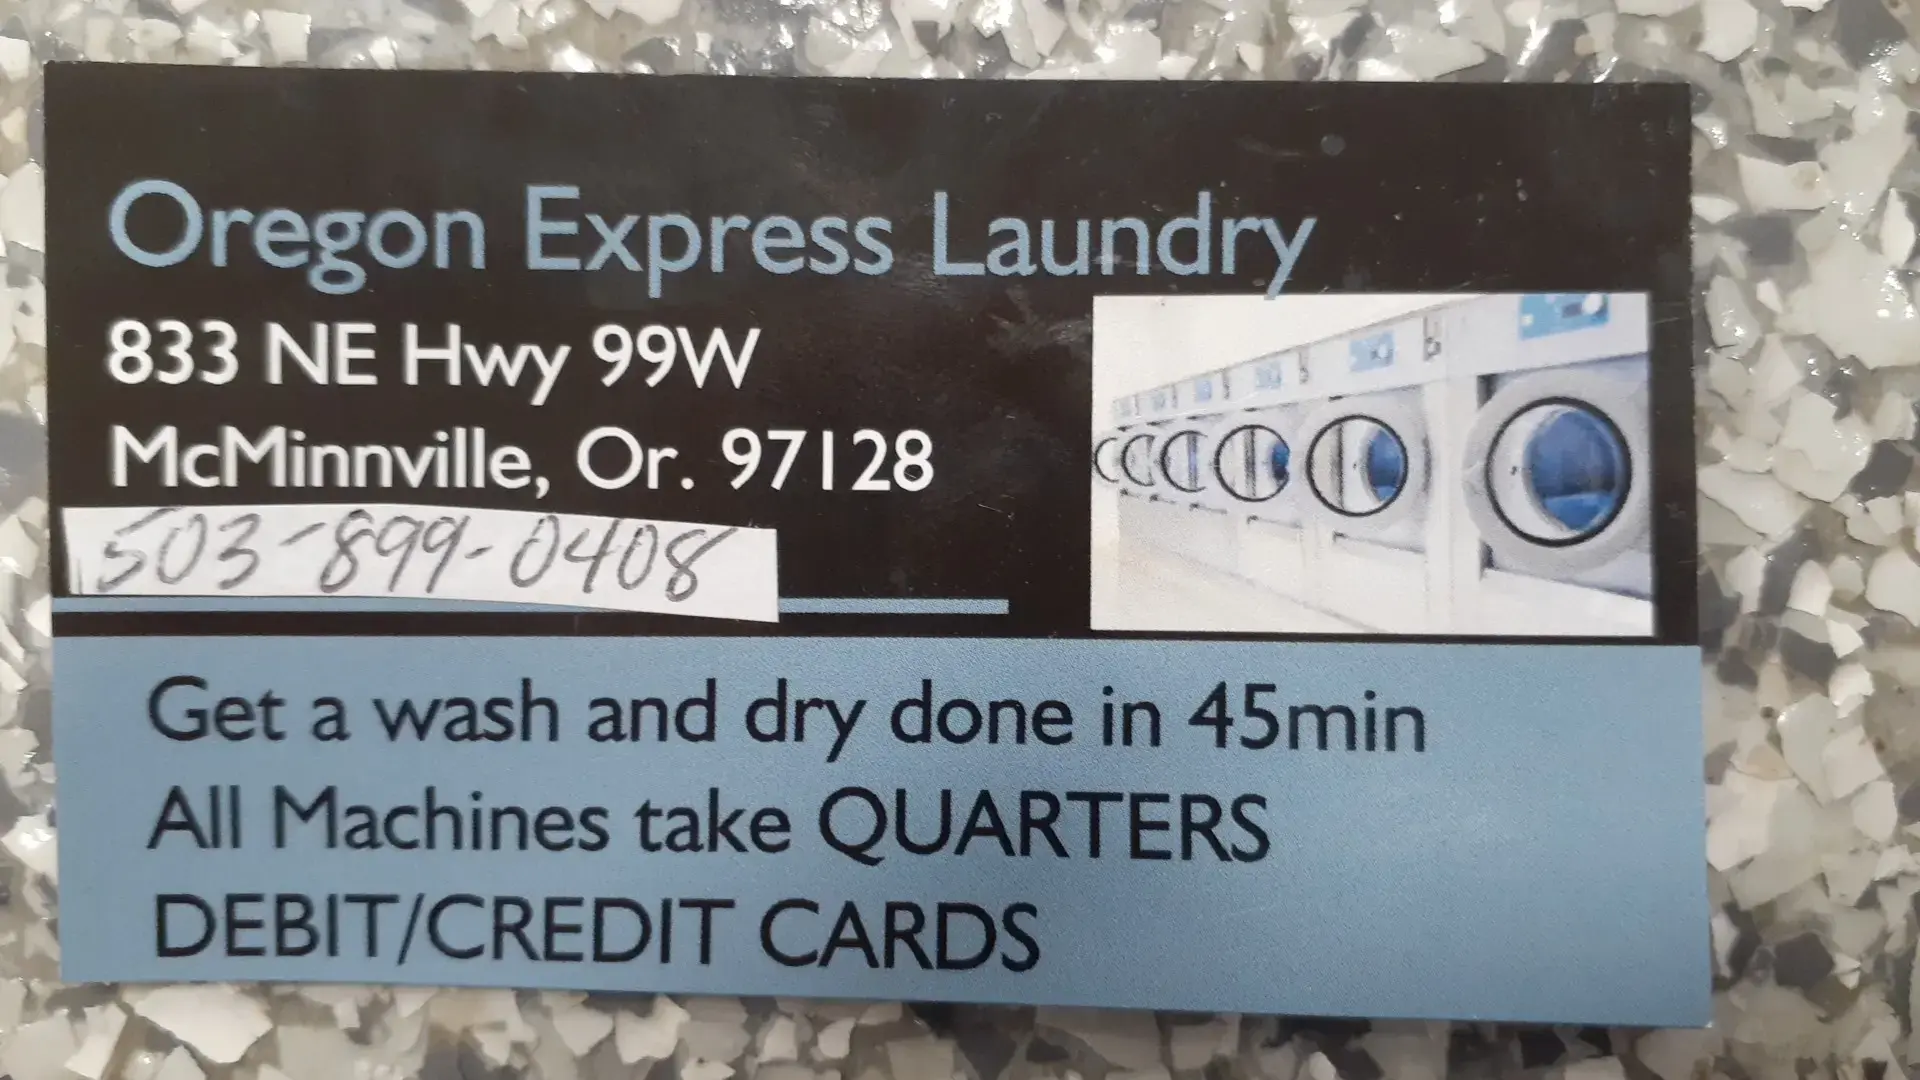 Oregon Express Laundry
833 NE Hwy 99W
McMinnville, Or. 97128
503-899-0408
Get a wash and dry done in 45min
All Machines take QUARTERS
DEBIT/CREDIT CARDS